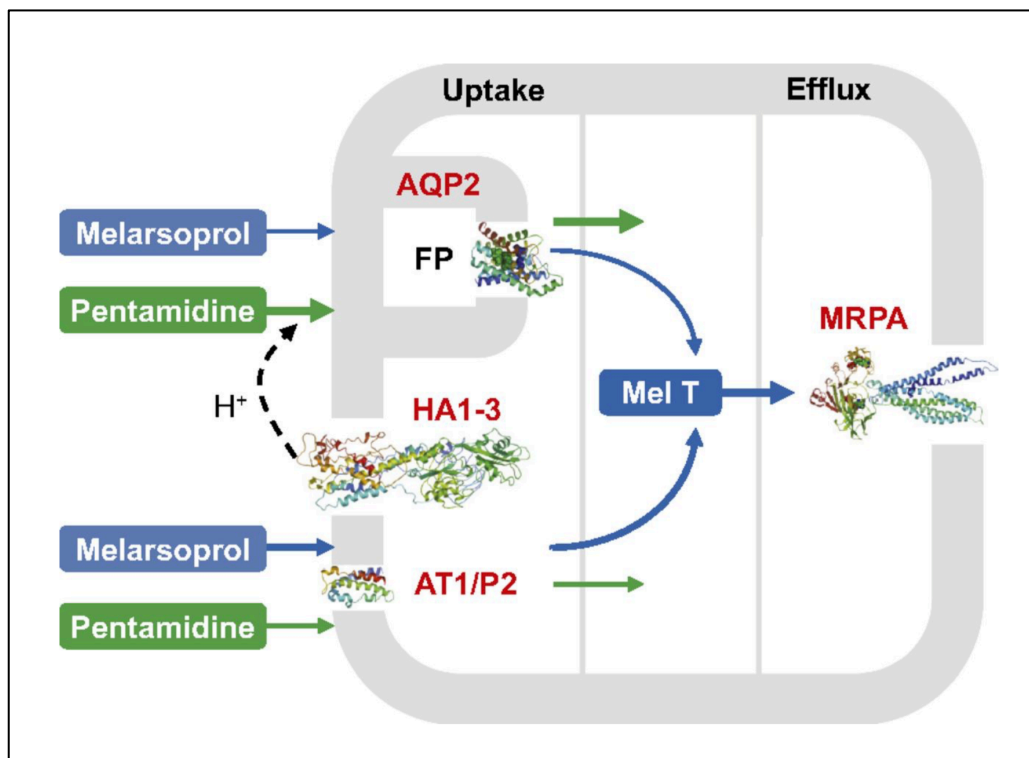 Uptake
Efflux
AQP2
Melarsoprol
FP
Pentamidine
MRPA
Mel T
H⁺
HA1-3
Melarsoprol
AT1/P2
Pentamidine